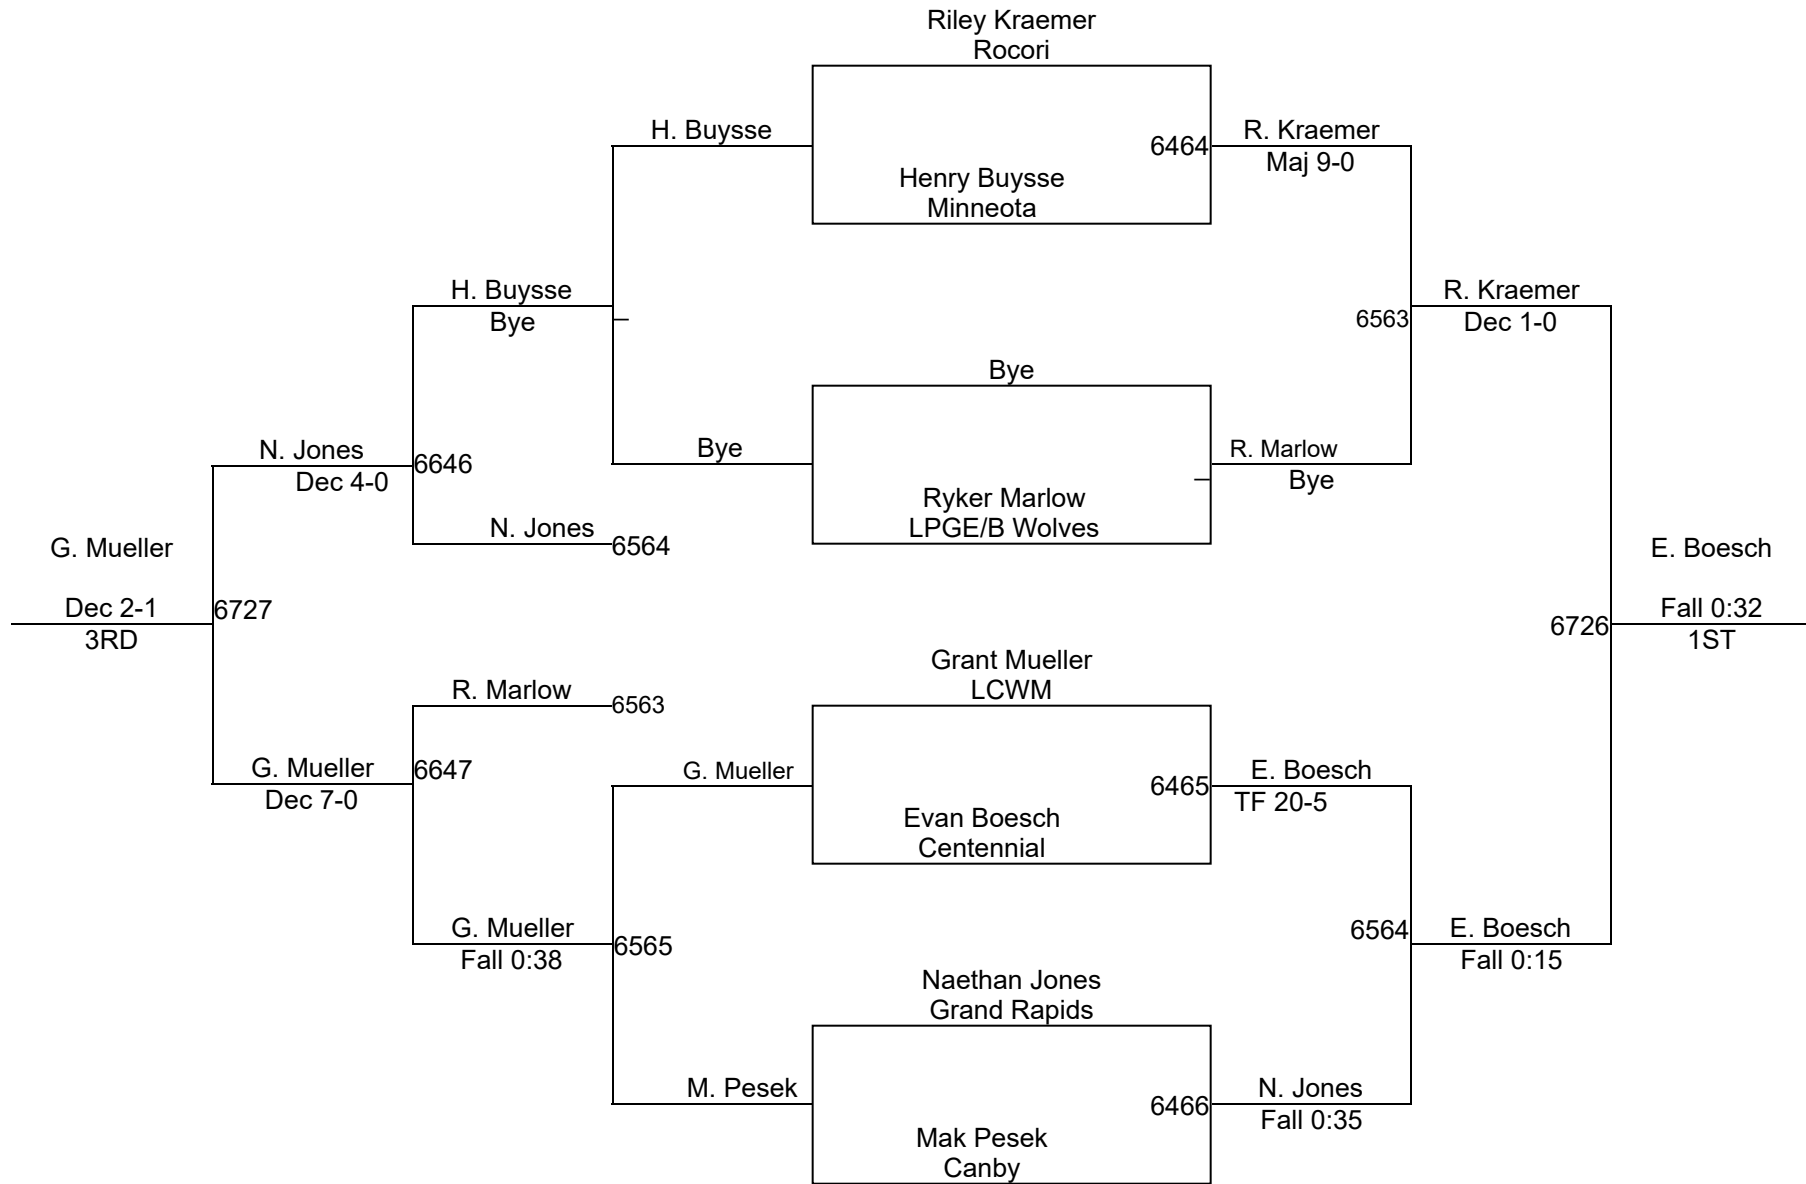 Riley Kraemer
Rocori
H. Buysse
6464
R. Kraemer
Maj 9-0
Henry Buysse
Minneota
H. Buysse
Bye
6563
R. Kraemer
Dec 1-0
Bye
N. Jones
Dec 4-0
6646
Bye
R. Marlow
Bye
Ryker Marlow
LPGE/B Wolves
N. Jones
6564
G. Mueller
Dec 2-1
3RD
6727
E. Boesch
Fall 0:32
1ST
6726
Grant Mueller
LCWM
R. Marlow
6563
G. Mueller
Dec 7-0
6647
G. Mueller
6465
E. Boesch
TF 20-5
Evan Boesch
Centennial
G. Mueller
Fall 0:38
6565
6564
E. Boesch
Fall 0:15
Naethan Jones
Grand Rapids
M. Pesek
6466
N. Jones
Fall 0:35
Mak Pesek
Canby